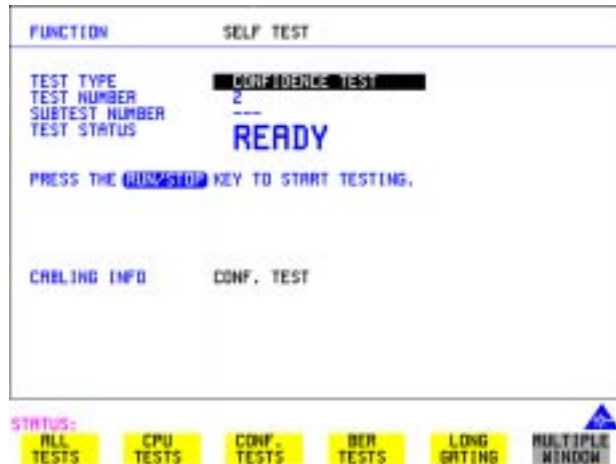 FUNCTION SELF TEST
TEST TYPE CONFIDENCE TEST
TEST NUMBER 2
SUBTEST NUMBER ---
TEST STATUS READY
PRESS THE RUN/STOP KEY TO START TESTING.
CABLING INFO CONF. TEST
STATUS:
ALL TESTS CPU TESTS CONF. TESTS BER TESTS LONG GATING MULTIPLE WINDOW